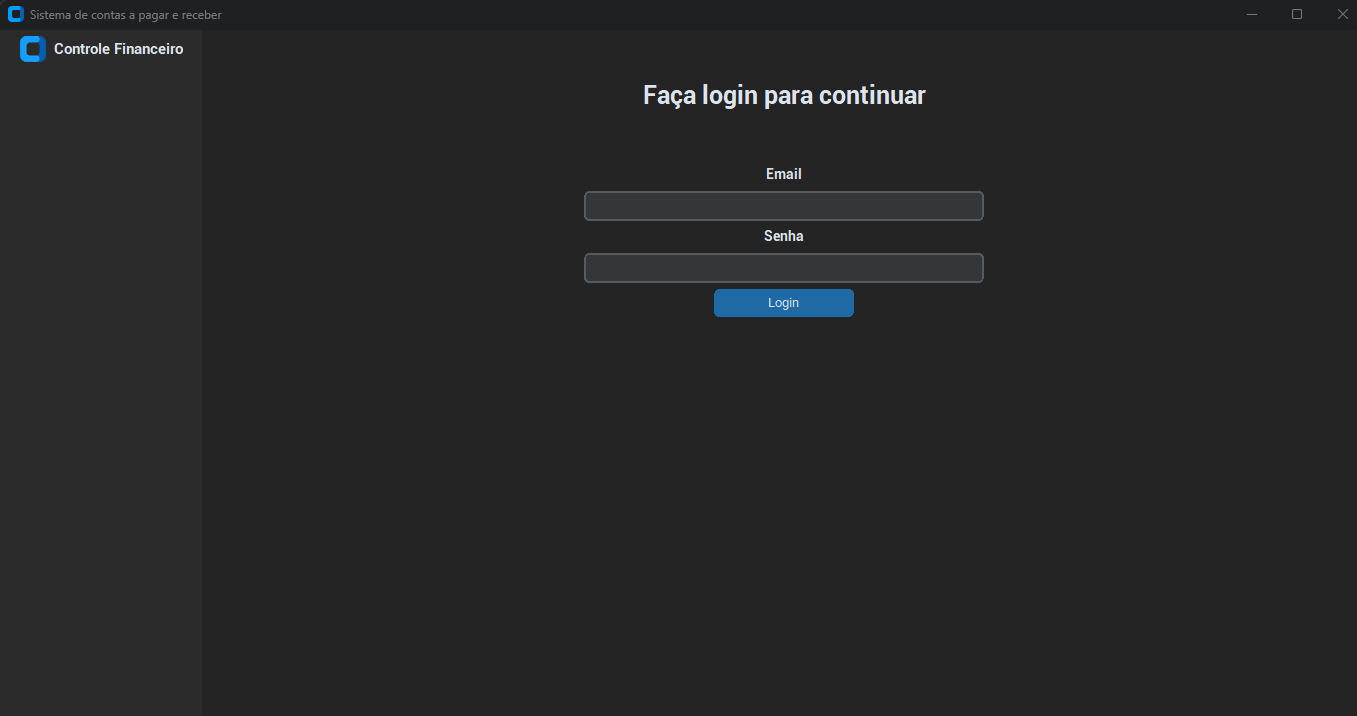 Sistema de contas a pagar e receber
Controle Financeiro
Faça login para continuar
Email
Senha
Login